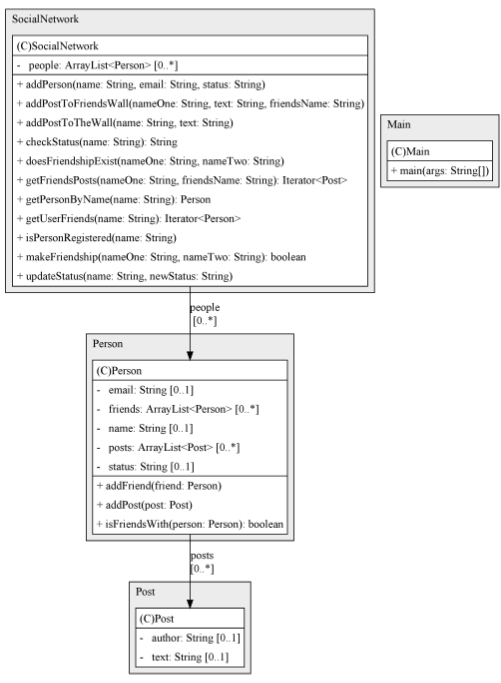 SocialNetwork
(C)SocialNetwork
- people: ArrayList<Person> [0..*]
+ addPerson(name: String, email: String, status: String)
+ addPostToFriendsWall(nameOne: String, text: String, friendsName: String)
+ addPostToTheWall(name: String, text: String)
+ checkStatus(name: String): String
+ doesFriendshipExist(nameOne: String, nameTwo: String)
+ getFriendsPosts(nameOne: String, friendsName: String): Iterator<Post>
+ getPersonByName(name: String): Person
+ getUserFriends(name: String): Iterator<Person>
+ isPersonRegistered(name: String)
+ makeFriendship(nameOne: String, nameTwo: String): boolean
+ updateStatus(name: String, newStatus: String)
Main
(C)Main
+ main(args: String[])
people
[0..*]
Person
(C)Person
- email: String [0..1]
- friends: ArrayList<Person> [0..*]
- name: String [0..1]
- posts: ArrayList<Post> [0..*]
- status: String [0..1]
+ addFriend(friend: Person)
+ addPost(post: Post)
+ isFriendsWith(person: Person): boolean
posts
[0..*]
Post
(C)Post
- author: String [0..1]
- text: String [0..1]